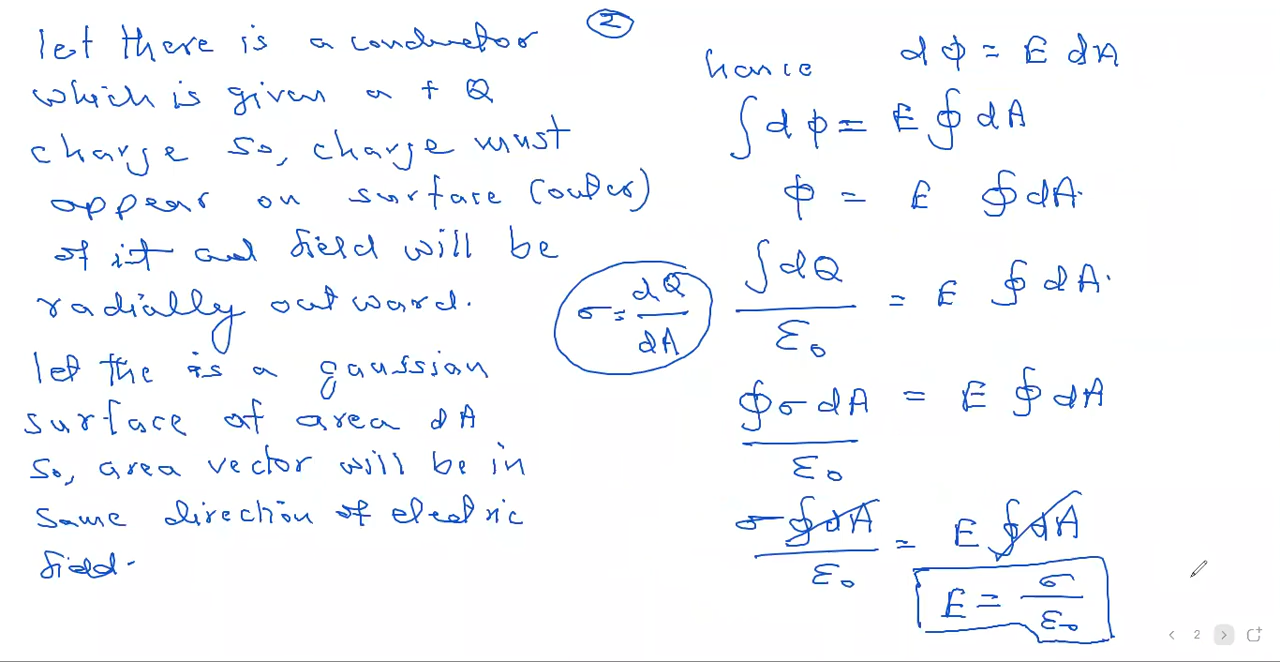 ②
let there is a conductor
which is given a + Q
charge so, charge must
appear on surface (outer)
of it and field will be
radially outward.
let the is a gaussian
surface of area dA
so, area vector will be in
same direction of electric
field.
hence dϕ = E dA
∫dϕ = E ∮dA
ϕ = E ∮dA.
σ = dQ/dA
∫dQ/ε₀ = E ∮dA.
∮σdA/ε₀ = E ∮dA
σ∮dA/ε₀ = E ∮dA
E = σ/ε₀
< 2 >